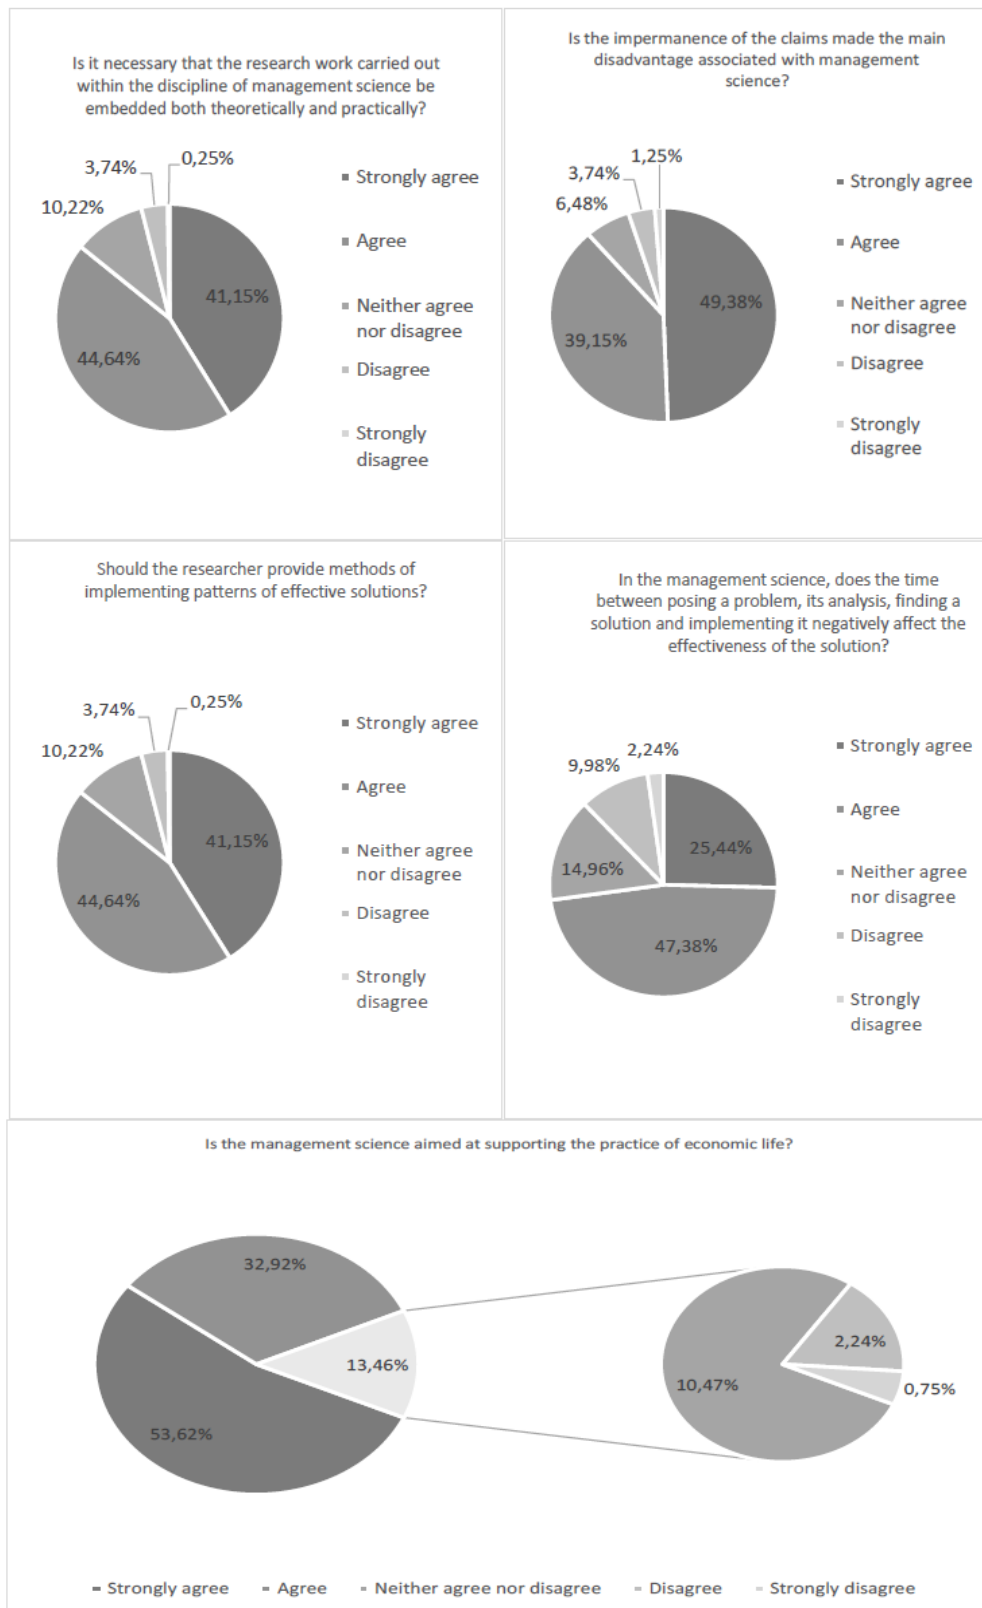 Is it necessary that the research work carried out
within the discipline of management science be
embedded both theoretically and practically?
0,25%
3,74%
10,22%
41,15%
44,64%
Strongly agree
Agree
Neither agree
nor disagree
Disagree
Strongly
disagree
Is the impermanence of the claims made the main
disadvantage associated with management
science?
1,25%
3,74%
6,48%
49,38%
39,15%
Strongly agree
Agree
Neither agree
nor disagree
Disagree
Strongly
disagree
Should the researcher provide methods of
implementing patterns of effective solutions?
0,25%
3,74%
10,22%
41,15%
44,64%
Strongly agree
Agree
Neither agree
nor disagree
Disagree
Strongly
disagree
In the management science, does the time
between posing a problem, its analysis, finding a
solution and implementing it negatively affect the
effectiveness of the solution?
2,24%
9,98%
25,44%
14,96%
47,38%
Strongly agree
Agree
Neither agree
nor disagree
Disagree
Strongly
disagree
Is the management science aimed at supporting the practice of economic life?
32,92%
13,46%
53,62%
2,24%
10,47%
0,75%
Strongly agree Agree Neither agree nor disagree Disagree Strongly disagree